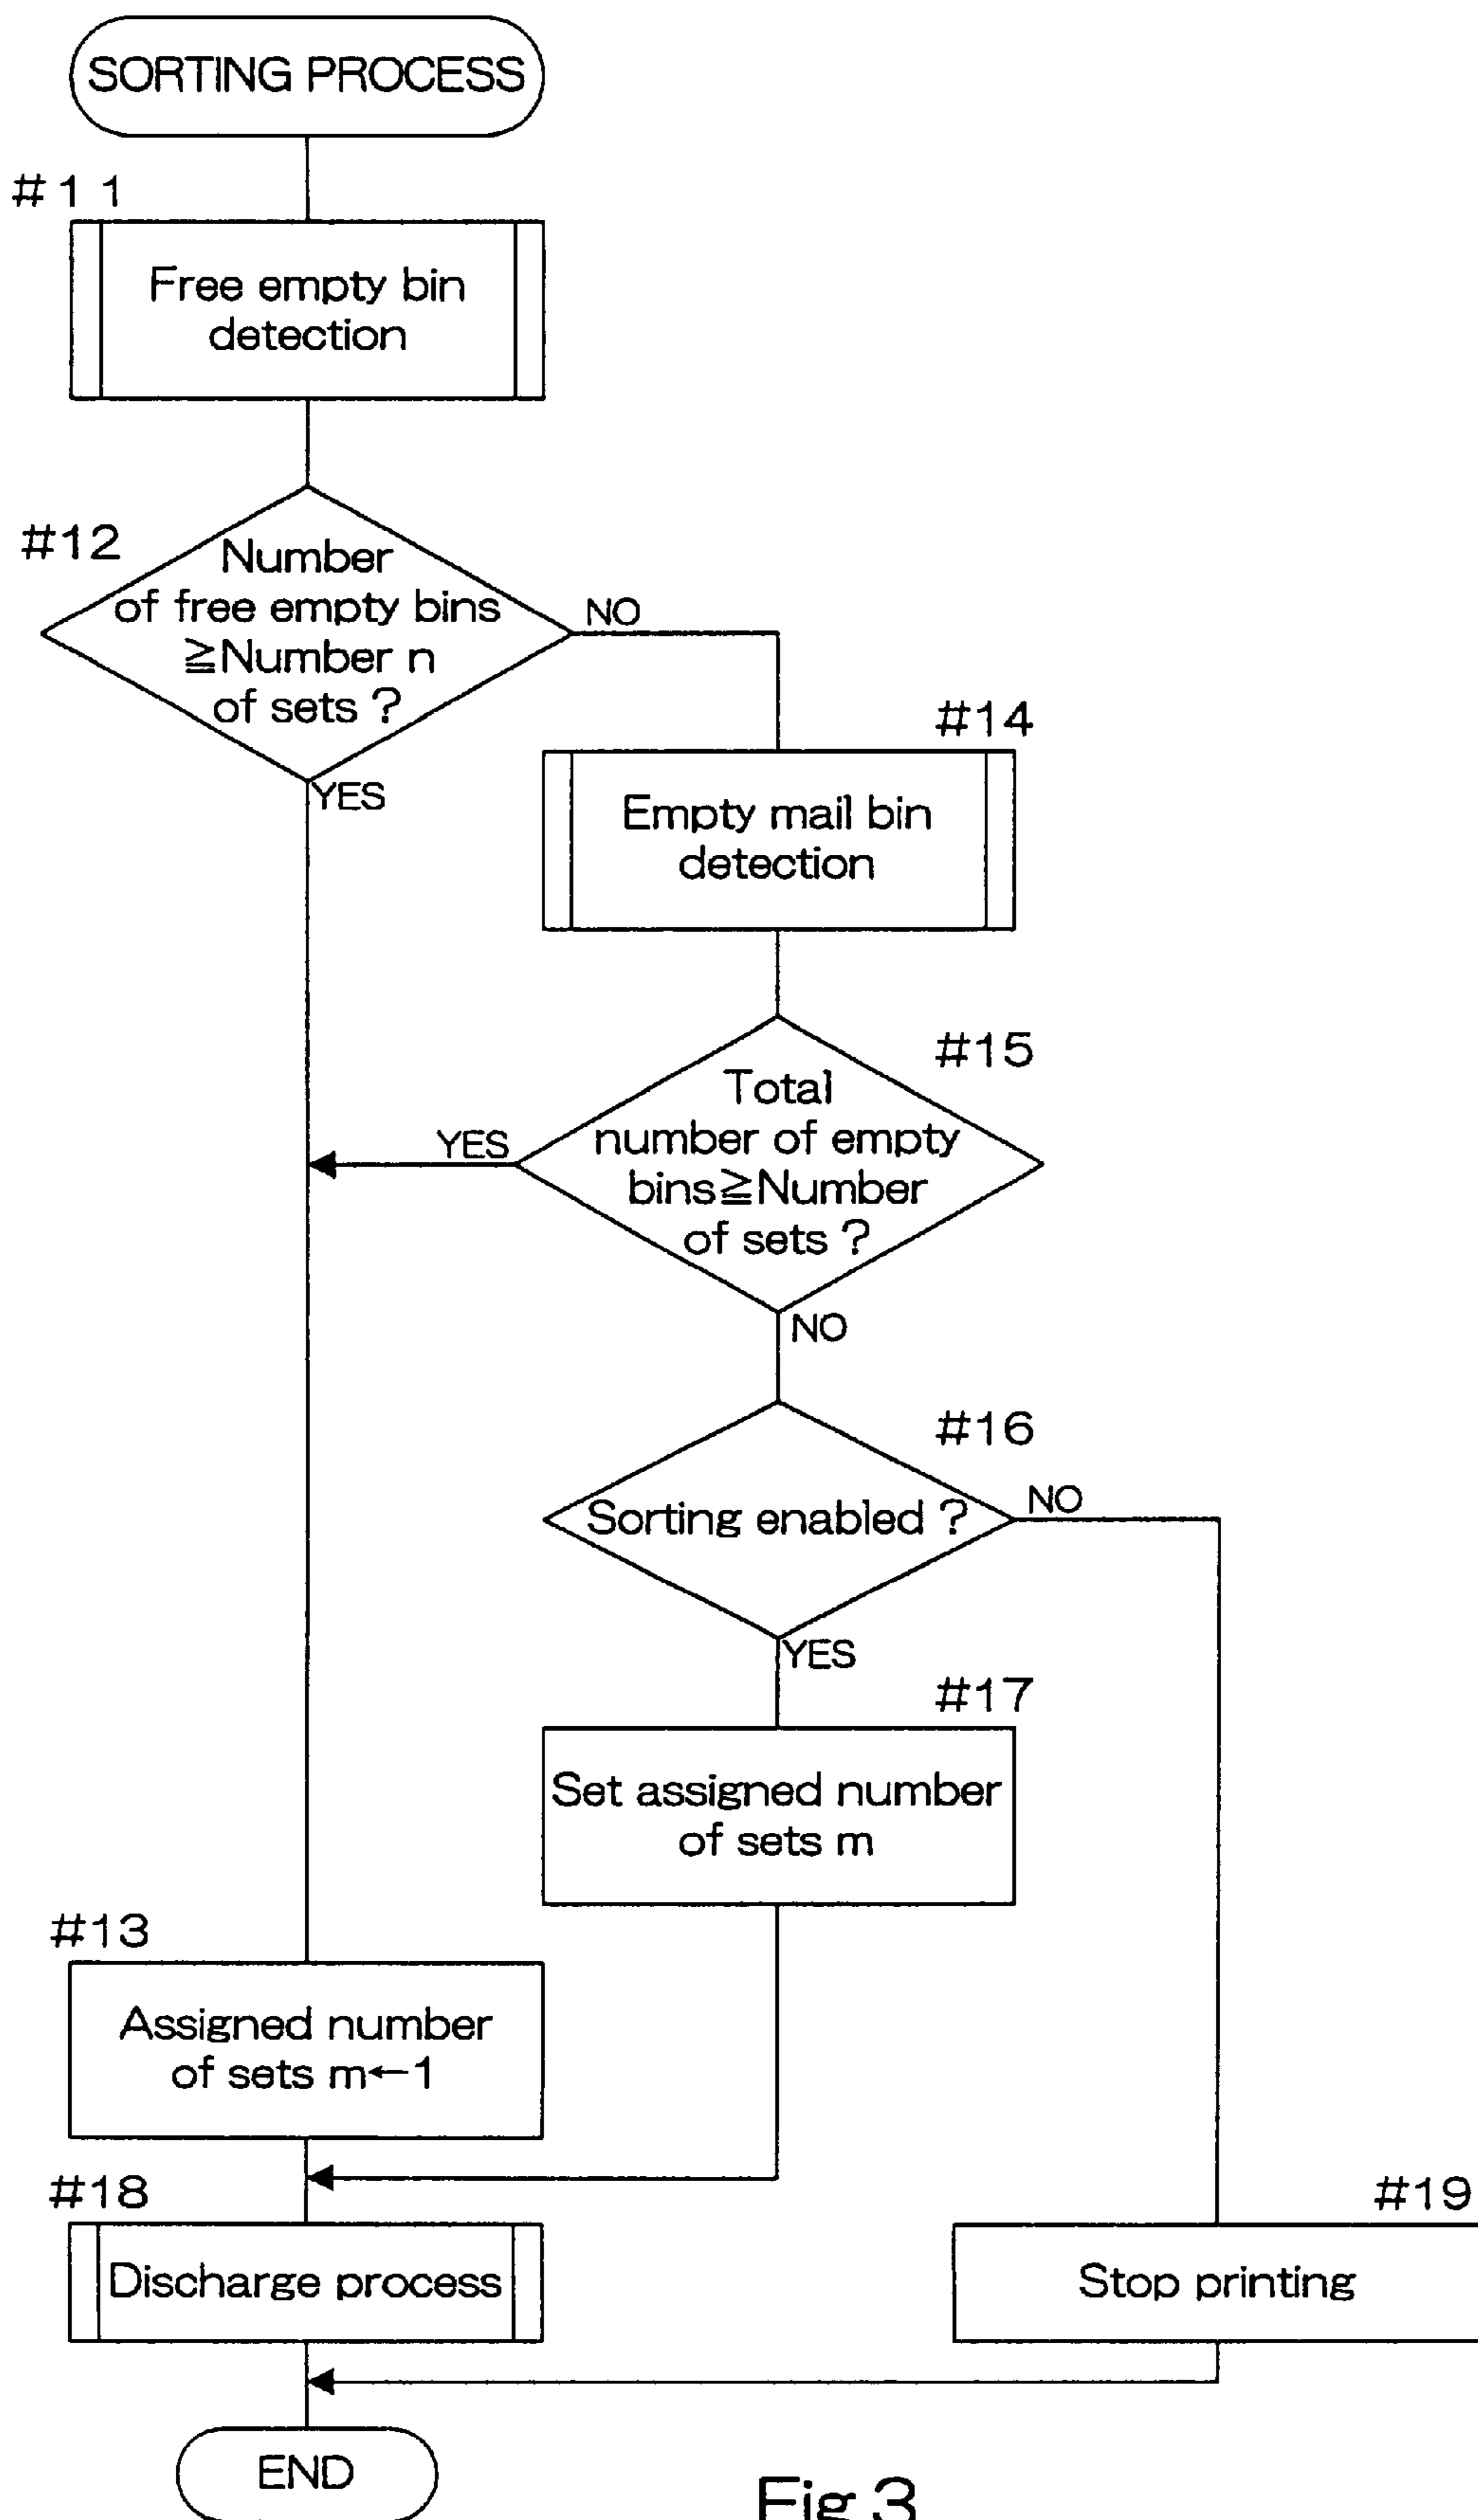 SORTING PROCESS
#11
Free empty bin
detection
#12
Number
of free empty bins
≧Number n
of sets ?
NO
YES
#14
Empty mail bin
detection
#15
Total
number of empty
bins≧Number
of sets ?
YES
NO
#16
Sorting enabled ?
NO
YES
#17
Set assigned number
of sets m
#13
Assigned number
of sets m←1
#18
Discharge process
#19
Stop printing
END
Fig.3